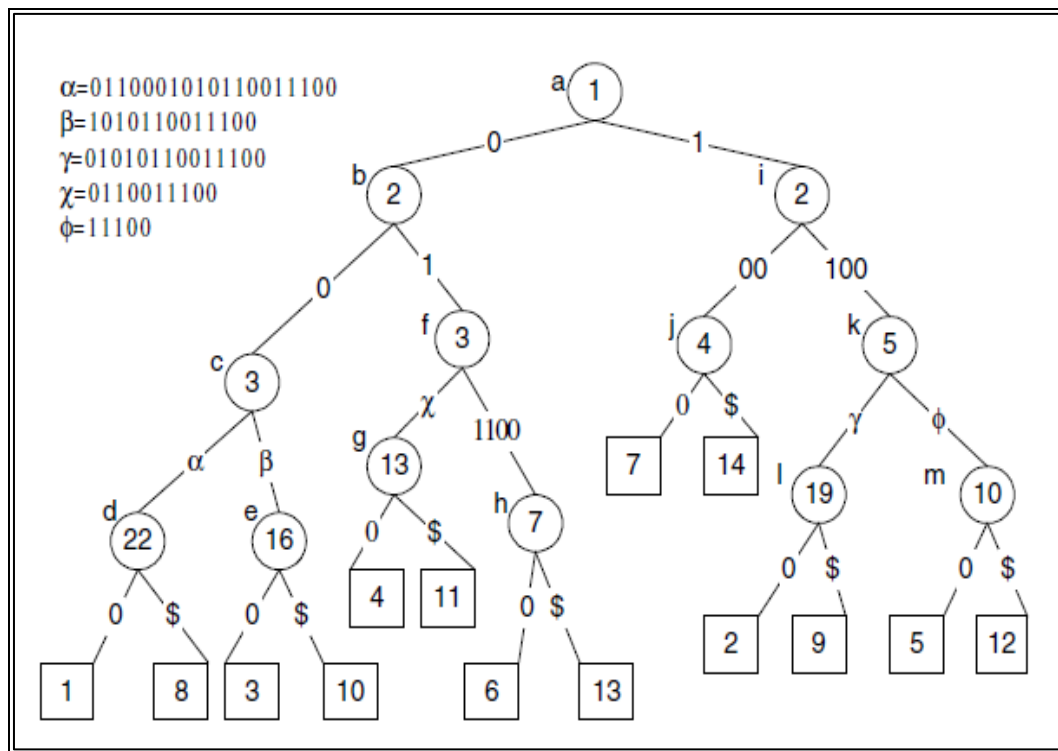 α=0110001010110011100
β=1010110011100
γ=01010110011100
χ=0110011100
ϕ=11100
a 1
0 1
b 2 i 2
0 1 00 100
f 3 j 4 k 5
c 3
χ 1100 0 $ γ ϕ
α β
g 13 7 14
l 19 m 10
d 22 e 16 h 7
0 $ 0 $ 0 $
4 11
0 $ 0 $ 0 $
2 9 5 12
1 8 3 10 6 13